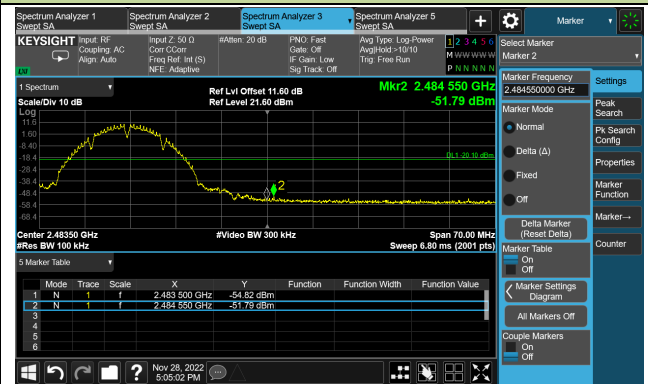 Spectrum Analyzer 1
Swept SA
Spectrum Analyzer 2
Swept SA
Spectrum Analyzer 3
Swept SA
Spectrum Analyzer 5
Swept SA
+
Marker
KEYSIGHT
Input: RF
Coupling: AC
Align: Auto
Input Z: 50 Ω
Corr CCorr
Freq Ref: Int (S)
NFE: Adaptive
#Atten: 20 dB
PNO: Fast
Gate: Off
IF Gain: Low
Sig Track: Off
Avg Type: Log-Power
Avg|Hold:>10/10
Trig: Free Run
1 2 3 4 5 6
M W W W W W
P N N N N N
Select Marker
Marker 2
1 Spectrum
Scale/Div 10 dB
Ref Lvl Offset 11.60 dB
Ref Level 21.60 dBm
Mkr2 2.484 550 GHz
-51.79 dBm
Log
11.6
1.60
-8.40
-18.4
-28.4
-38.4
-48.4
-58.4
-68.4
DL1 -20.10 dBm
2
Center 2.48350 GHz
#Res BW 100 kHz
#Video BW 300 kHz
Span 70.00 MHz
Sweep 6.80 ms (2001 pts)
5 Marker Table
Mode Trace Scale X Y Function Function Width Function Value
1 N 1 f 2.483 500 GHz -54.82 dBm
2 N 1 f 2.484 550 GHz -51.79 dBm
3
4
5
6
Marker Frequency
2.484550000 GHz
Marker Mode
Normal
Delta (Δ)
Fixed
Off
Delta Marker
(Reset Delta)
Marker Table
On
Off
Marker Settings
Diagram
All Markers Off
Couple Markers
On
Off
Settings
Peak
Search
Pk Search
Config
Properties
Marker
Function
Marker→
Counter
?
Nov 28, 2022
5:05:02 PM